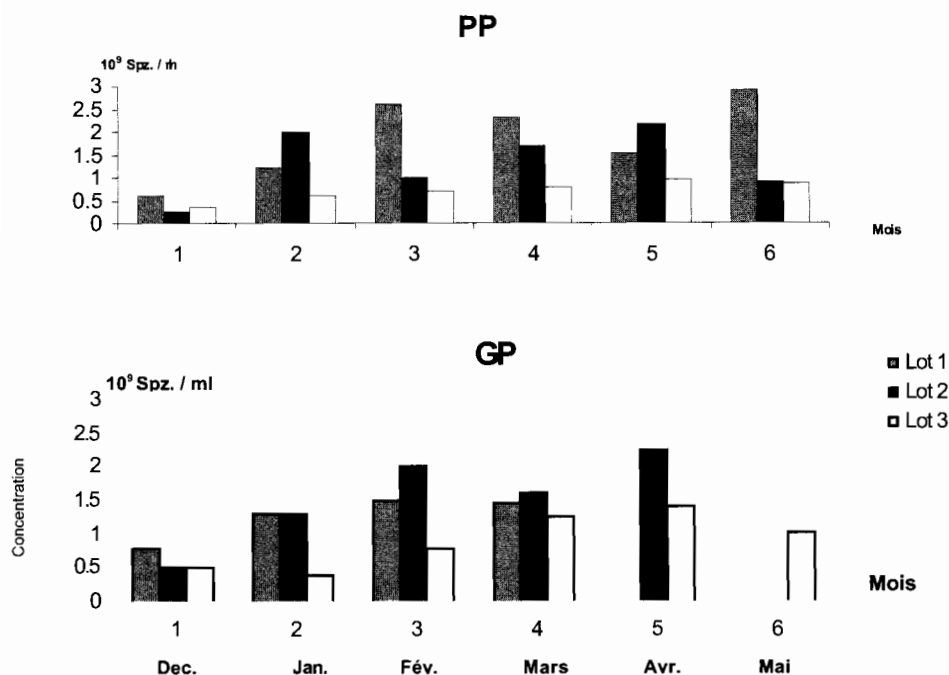 PP
10⁹ Spz. / rh
3
2.5
2
1.5
1
0.5
0
Mois
1 2 3 4 5 6
GP
10⁹ Spz. / ml
Lot 1
Lot 2
Lot 3
Concentration
3
2.5
2
1.5
1
0.5
0
Mois
1 2 3 4 5 6
Dec. Jan. Fév. Mars Avr. Mai